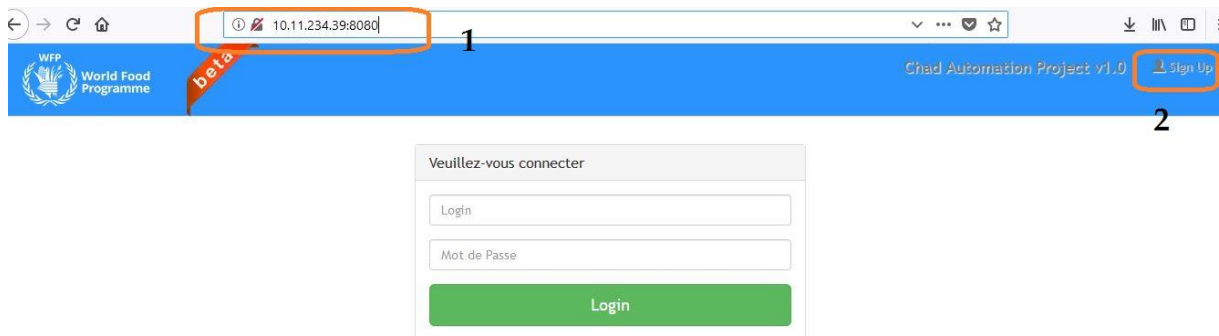 10.11.234.39:8080
1
WFP
World Food
Programme
beta
Chad Automation Project v1.0
Sign Up
2
Veuillez-vous connecter
Login
Mot de Passe
Login